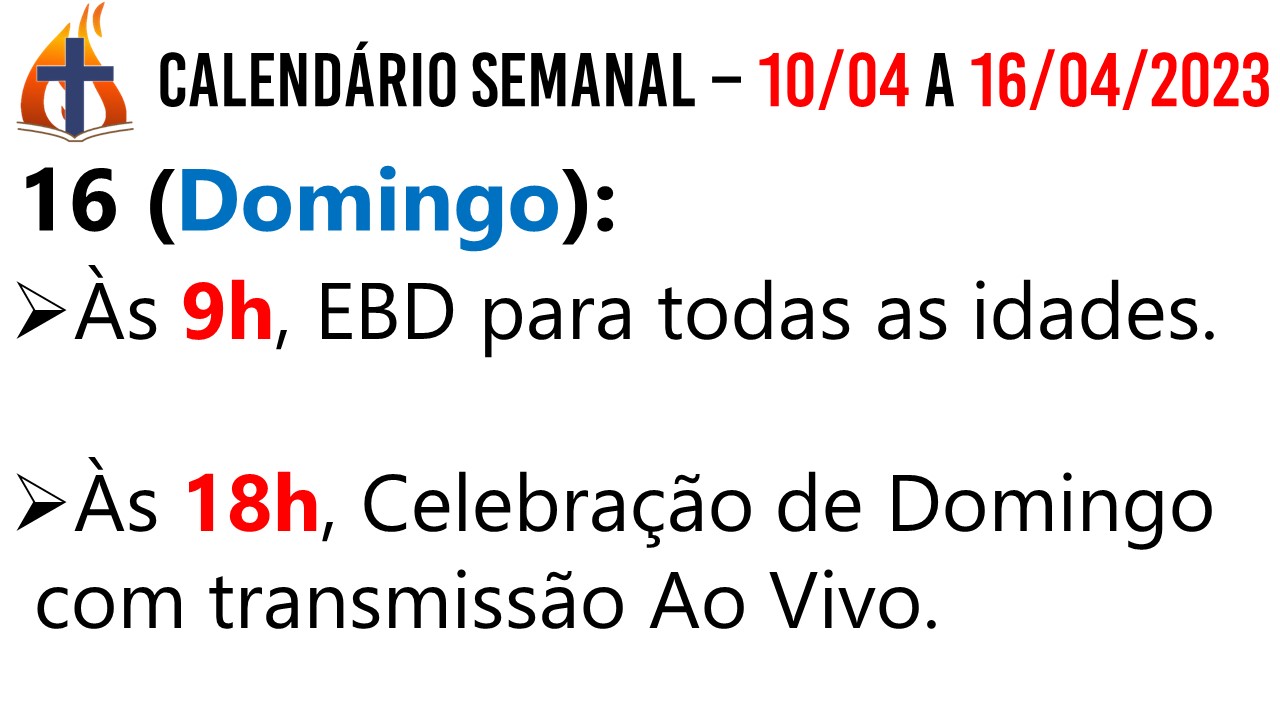 CALENDÁRIO SEMANAL – 10/04 A 16/04/2023
16 (Domingo):
➢Às 9h, EBD para todas as idades.
➢Às 18h, Celebração de Domingo
com transmissão Ao Vivo.